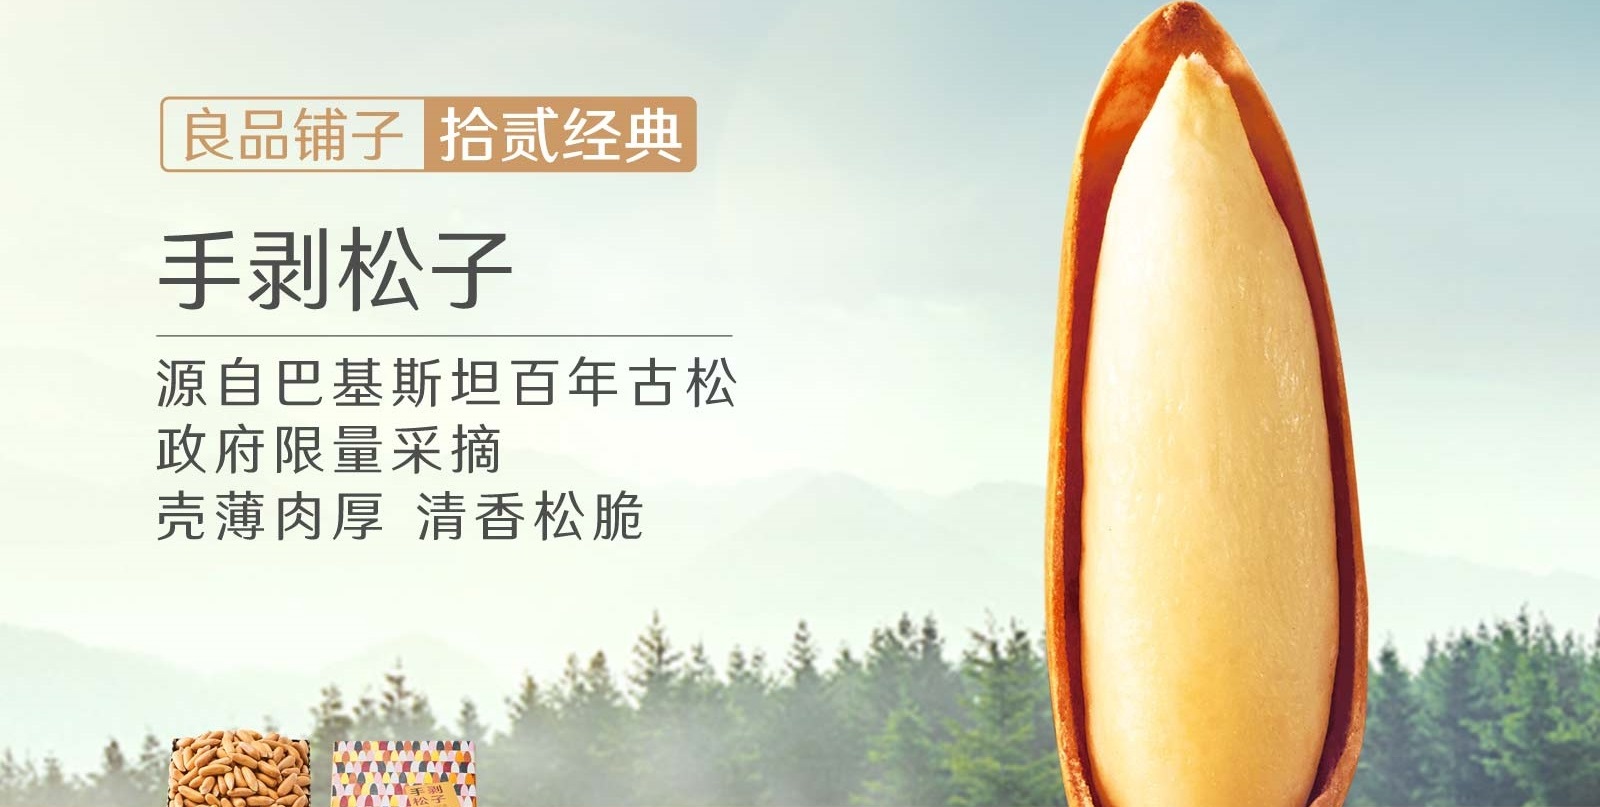 良品铺子 拾贰经典
手剥松子
源自巴基斯坦百年古松
政府限量采摘
壳薄肉厚 清香松脆
手剥
松子